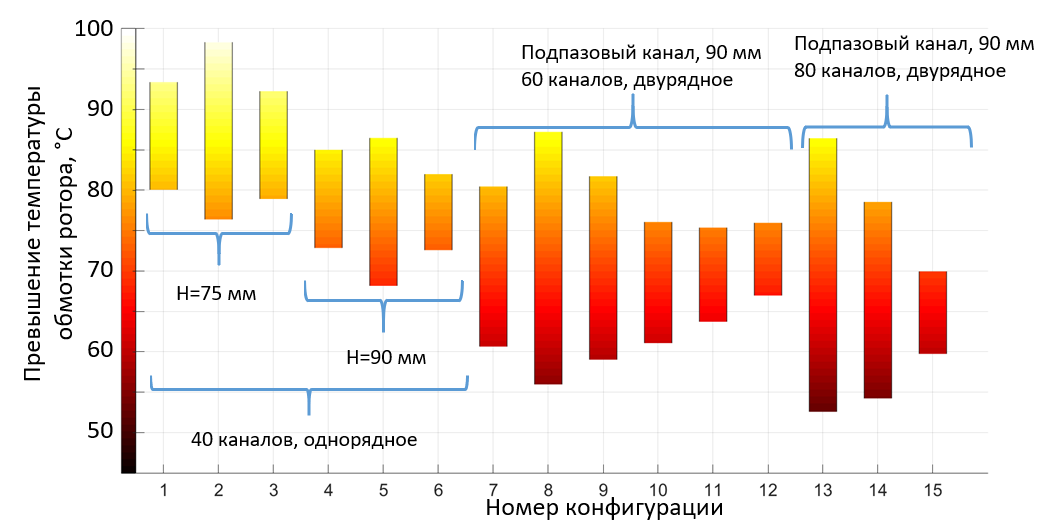 Превышение температуры
обмотки ротора, °C
100
90
80
70
60
50
Подпазовый канал, 90 мм
60 каналов, двурядное
Подпазовый канал, 90 мм
80 каналов, двурядное
H=75 мм
H=90 мм
40 каналов, однорядное
1 2 3 4 5 6 7 8 9 10 11 12 13 14 15
Номер конфигурации